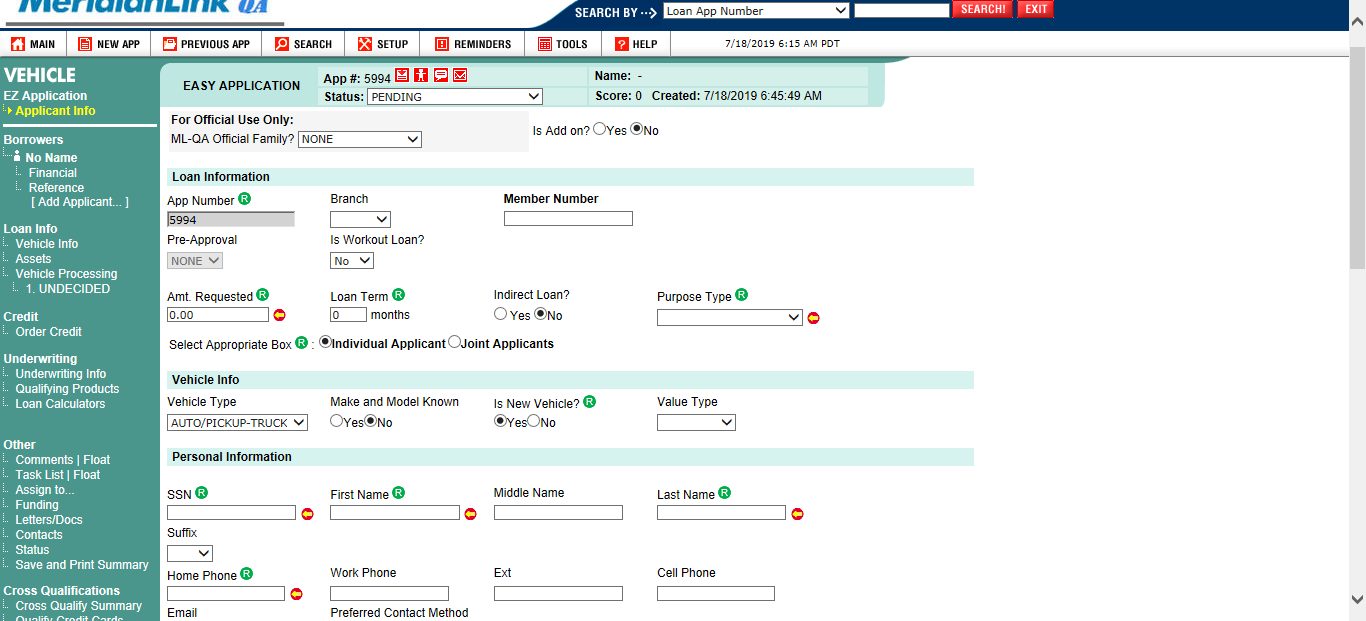 MeridianLink QA
SEARCH BY ··> Loan App Number SEARCH! EXIT
MAIN NEW APP PREVIOUS APP SEARCH SETUP REMINDERS TOOLS HELP 7/18/2019 6:15 AM PDT
VEHICLE
EZ Application
Applicant Info
Borrowers
No Name
Financial
Reference
[ Add Applicant... ]
Loan Info
Vehicle Info
Assets
Vehicle Processing
1. UNDECIDED
Credit
Order Credit
Underwriting
Underwriting Info
Qualifying Products
Loan Calculators
Other
Comments | Float
Task List | Float
Assign to...
Funding
Letters/Docs
Contacts
Status
Save and Print Summary
Cross Qualifications
Cross Qualify Summary
Qualify Credit Cards
EASY APPLICATION
App #: 5994
Name: -
Status: PENDING
Score: 0 Created: 7/18/2019 6:45:49 AM
For Official Use Only:
ML-QA Official Family? NONE
Is Add on? Yes No
Loan Information
App Number R Branch Member Number
5994
Pre-Approval Is Workout Loan?
NONE No
Amt. Requested R Loan Term R Indirect Loan? Purpose Type R
0.00 0 months Yes No
Select Appropriate Box R : Individual Applicant Joint Applicants
Vehicle Info
Vehicle Type Make and Model Known Is New Vehicle? R Value Type
AUTO/PICKUP-TRUCK Yes No Yes No
Personal Information
SSN R First Name R Middle Name Last Name R
Suffix
Home Phone R Work Phone Ext Cell Phone
Email Preferred Contact Method